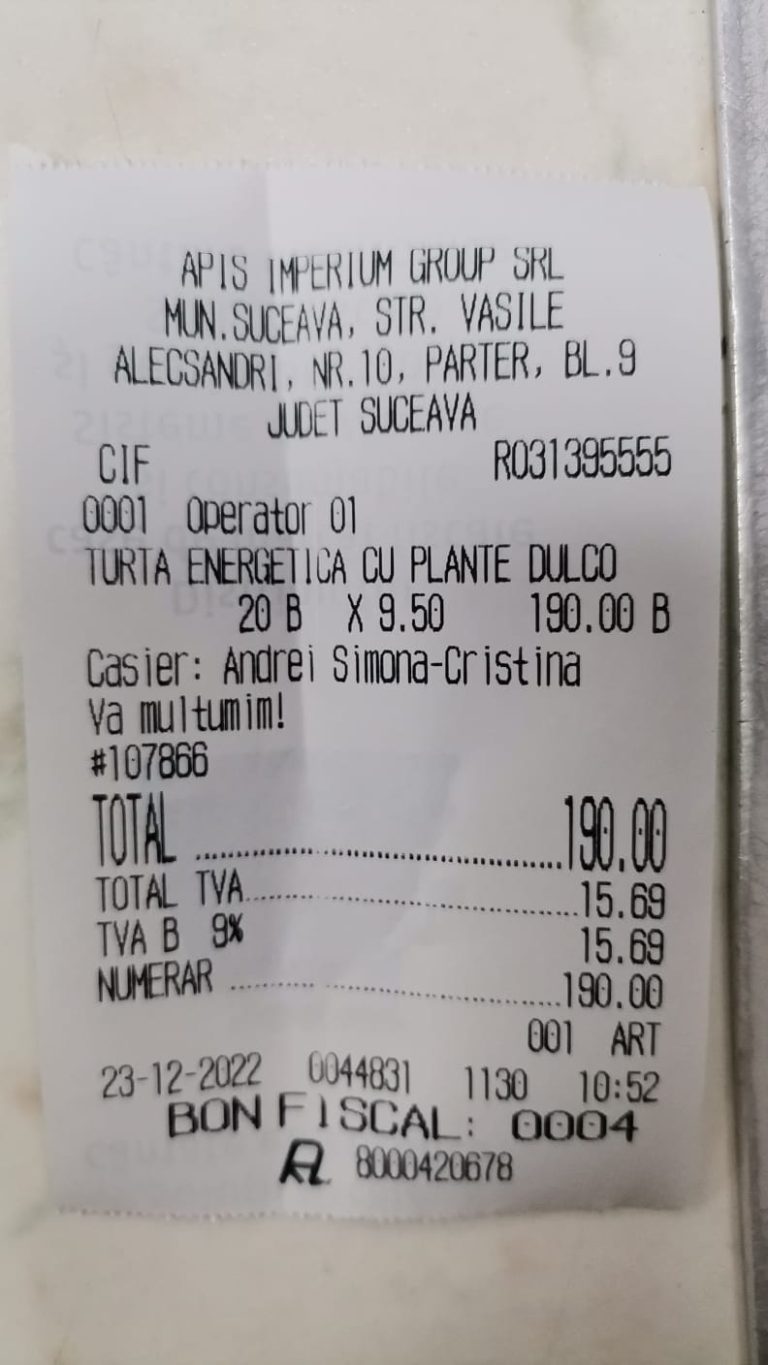 APIS IMPERIUM GROUP SRL
MUN.SUCEAVA, STR. VASILE
ALECSANDRI, NR.10, PARTER, BL.9
JUDET SUCEAVA
CIF RO31395555
0001 Operator 01
TURTA ENERGETICA CU PLANTE DULCO
20 B X 9.50 190.00 B
Casier: Andrei Simona-Cristina
Va multumim!
#107866
TOTAL ................................190.00
TOTAL TVA................................15.69
TVA B 9% 15.69
NUMERAR ................................190.00
001 ART
23-12-2022 0044831 1130 10:52
BON FISCAL: 0004
8000420678